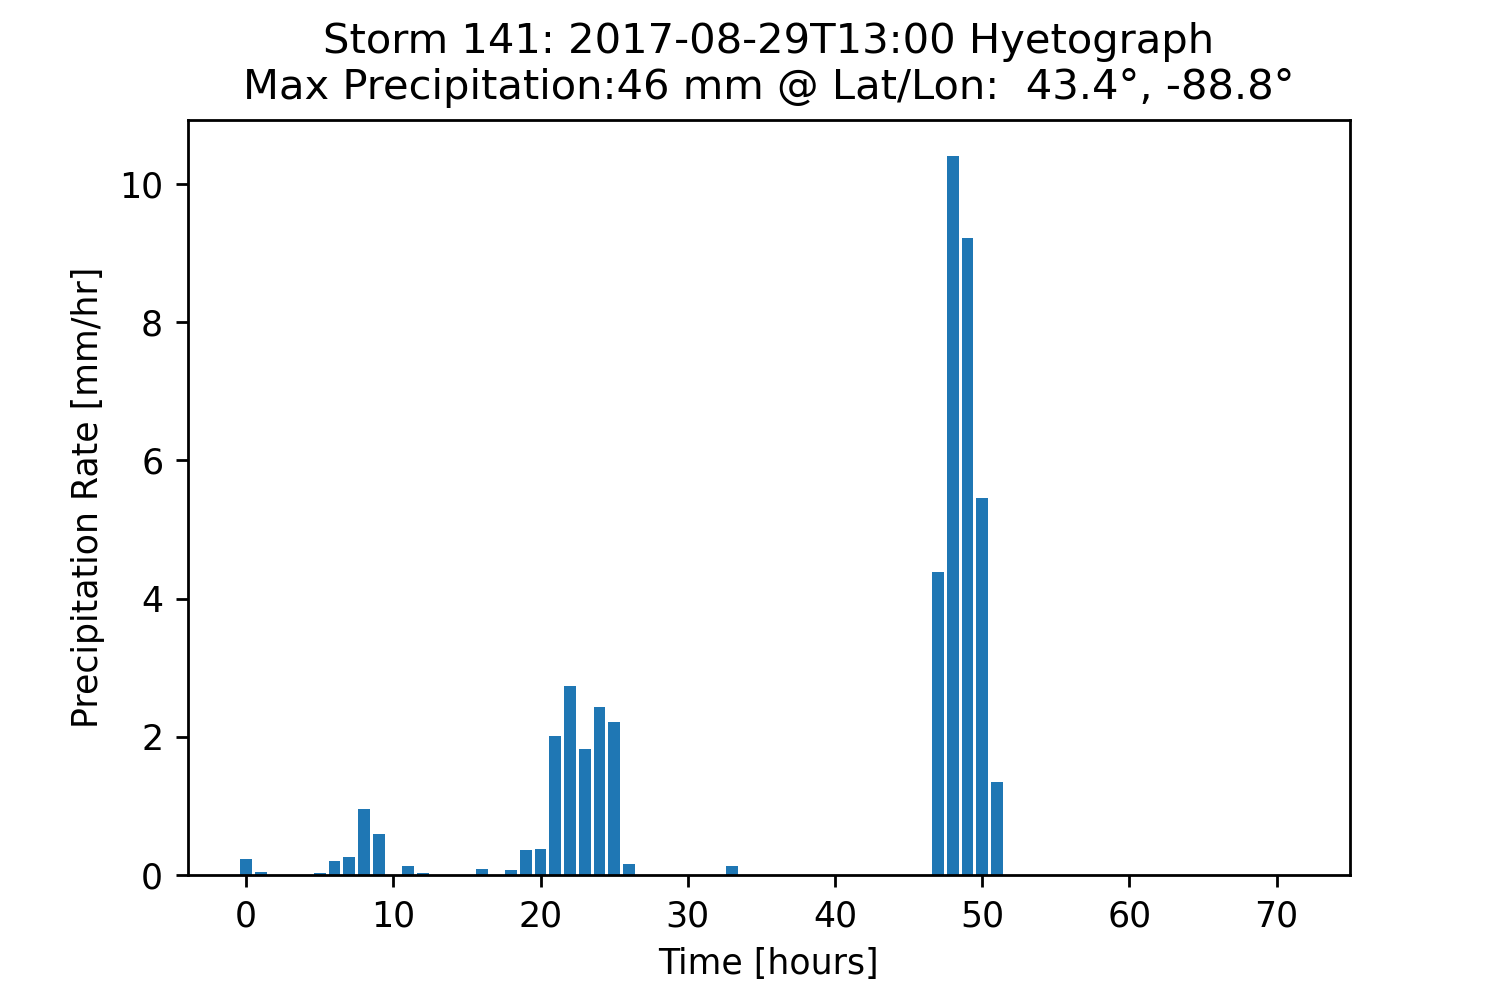 Storm 141: 2017-08-29T13:00 Hyetograph
Max Precipitation:46 mm @ Lat/Lon:  43.4°, -88.8°
Precipitation Rate [mm/hr]
10
8
6
4
2
0
0 10 20 30 40 50 60 70
Time [hours]